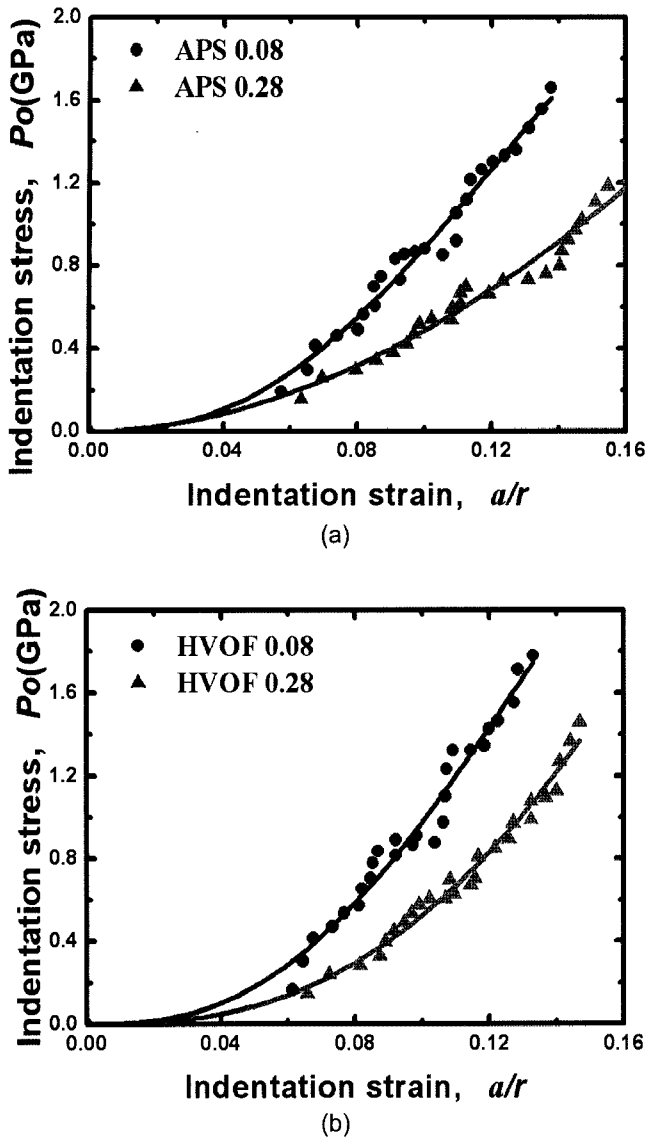 2.0
1.6
1.2
0.8
0.4
0.0
Indentation stress, Po(GPa)
APS 0.08
APS 0.28
0.00 0.04 0.08 0.12 0.16
Indentation strain, a/r
(a)
2.0
1.6
1.2
0.8
0.4
0.0
Indentation stress, Po(GPa)
HVOF 0.08
HVOF 0.28
0.00 0.04 0.08 0.12 0.16
Indentation strain, a/r
(b)